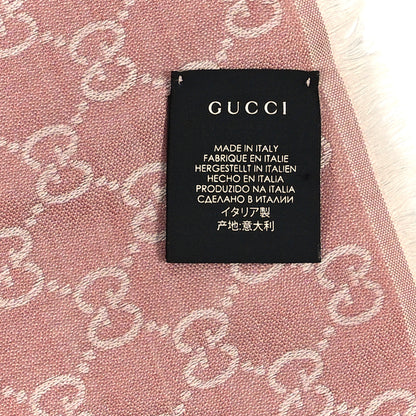 GUCCI
MADE IN ITALY
FABRIQUE EN ITALIE
HERGESTELLT IN ITALIEN
HECHO EN ITALIA
PRODUZIDO NA ITALIA
СДЕЛАНО В ИТАЛИИ
イタリア製
产地:意大利